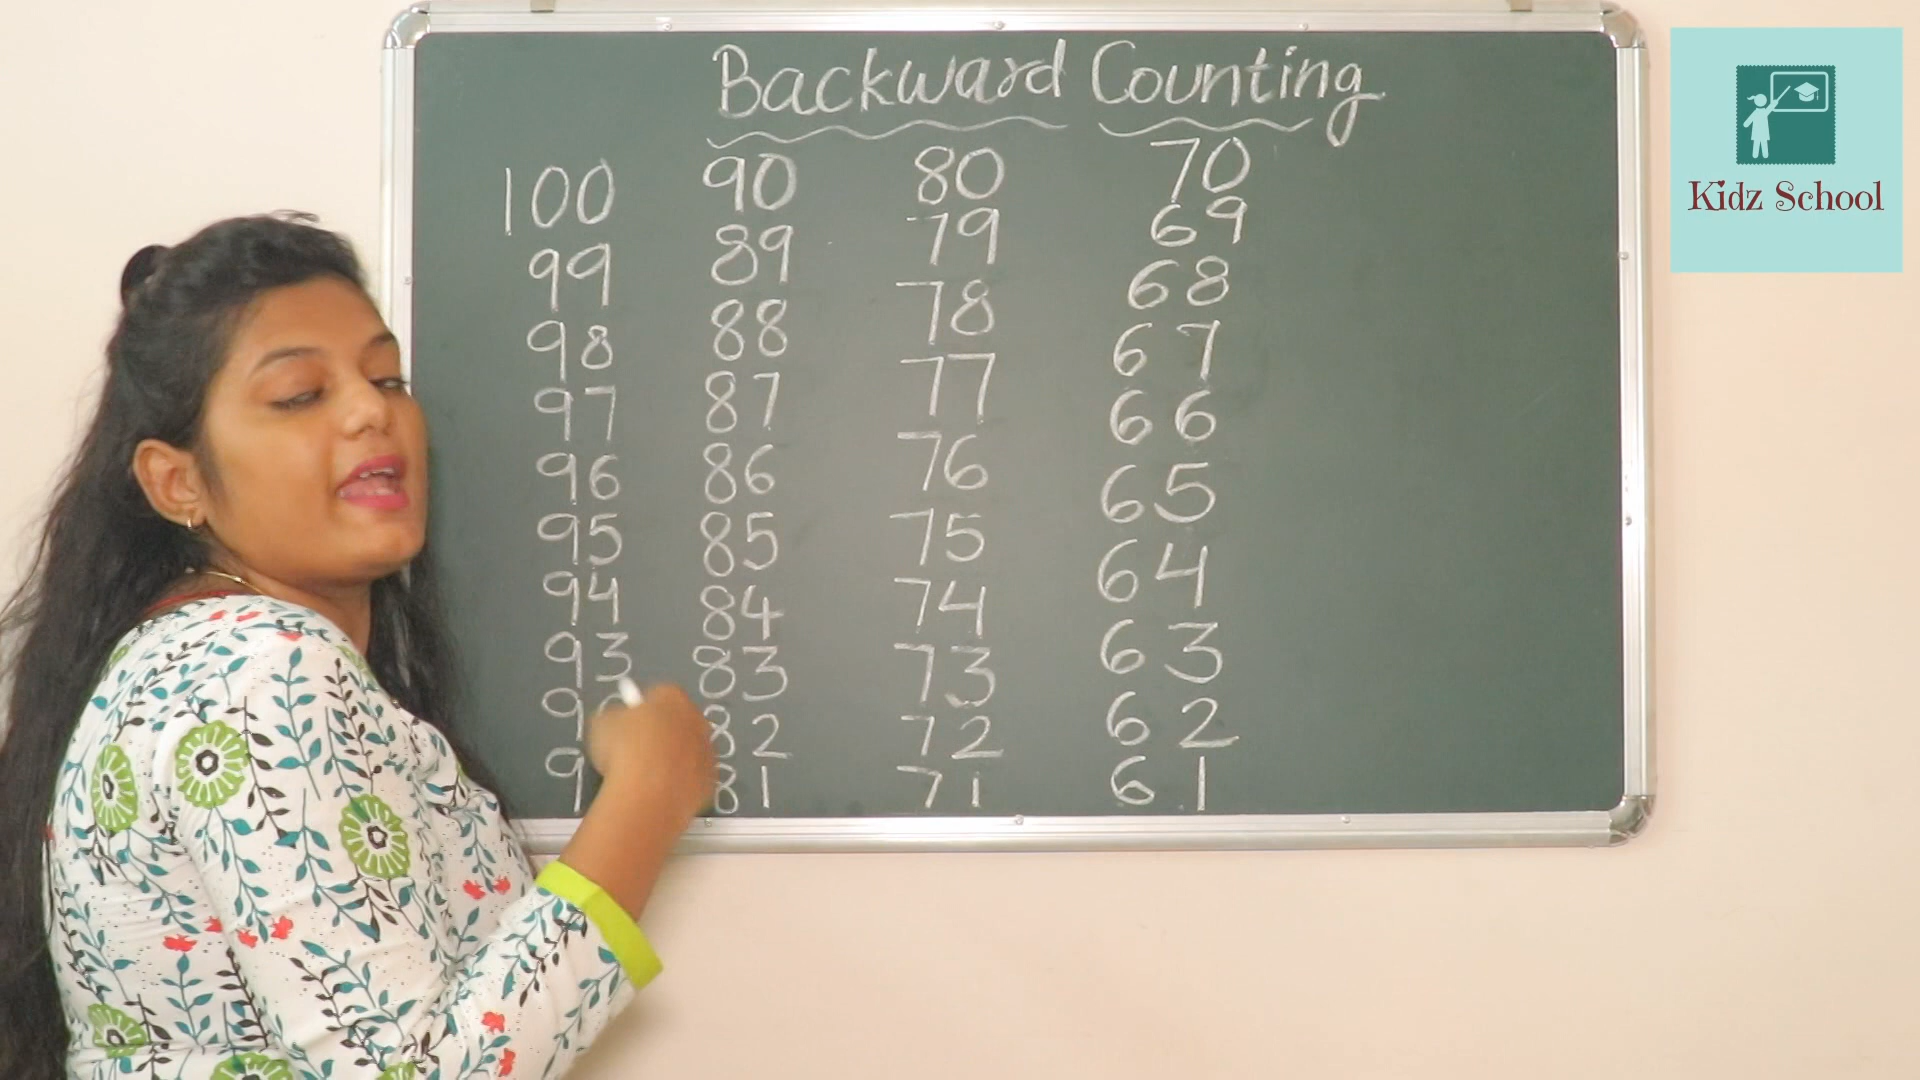 Backward Counting
100 90 80 70
99 89 79 69
98 88 78 68
97 87 77 67
96 86 76 66
95 85 75 65
94 84 74 64
93 83 73 63
82 72 62
81 71 61
Kidz School